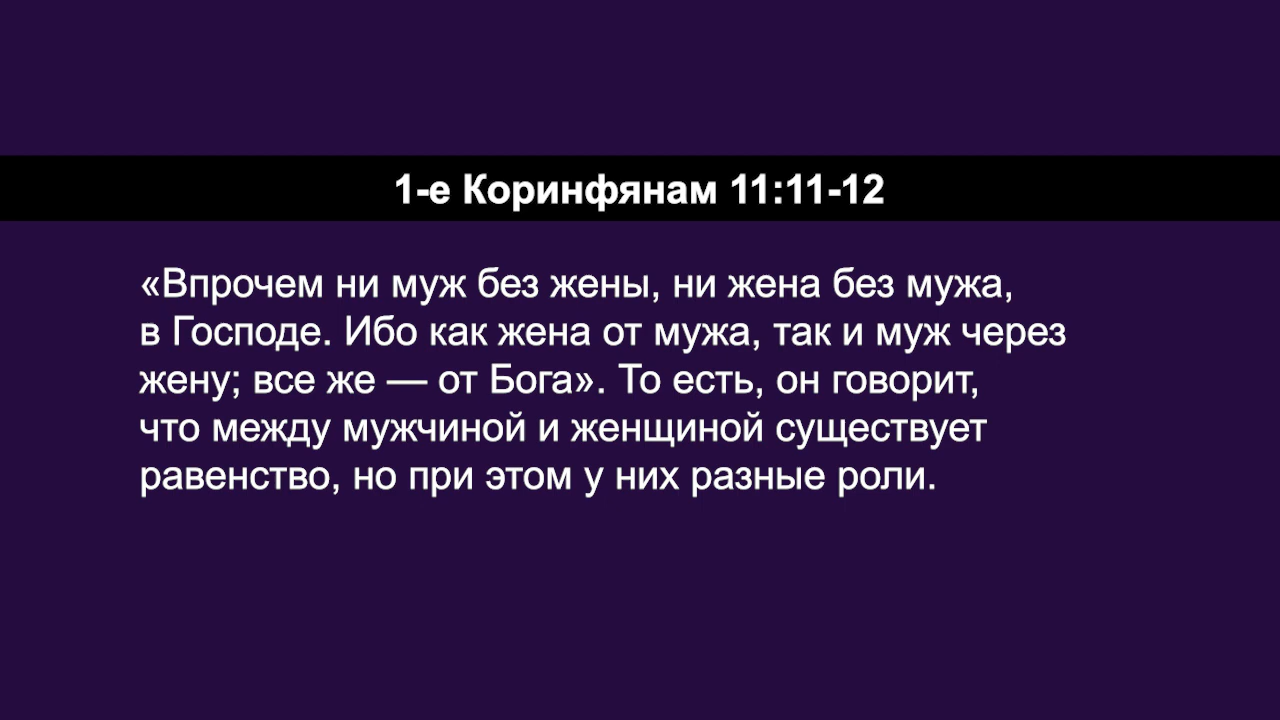 1-е Коринфянам 11:11-12
«Впрочем ни муж без жены, ни жена без мужа,
в Господе. Ибо как жена от мужа, так и муж через
жену; все же — от Бога». То есть, он говорит,
что между мужчиной и женщиной существует
равенство, но при этом у них разные роли.